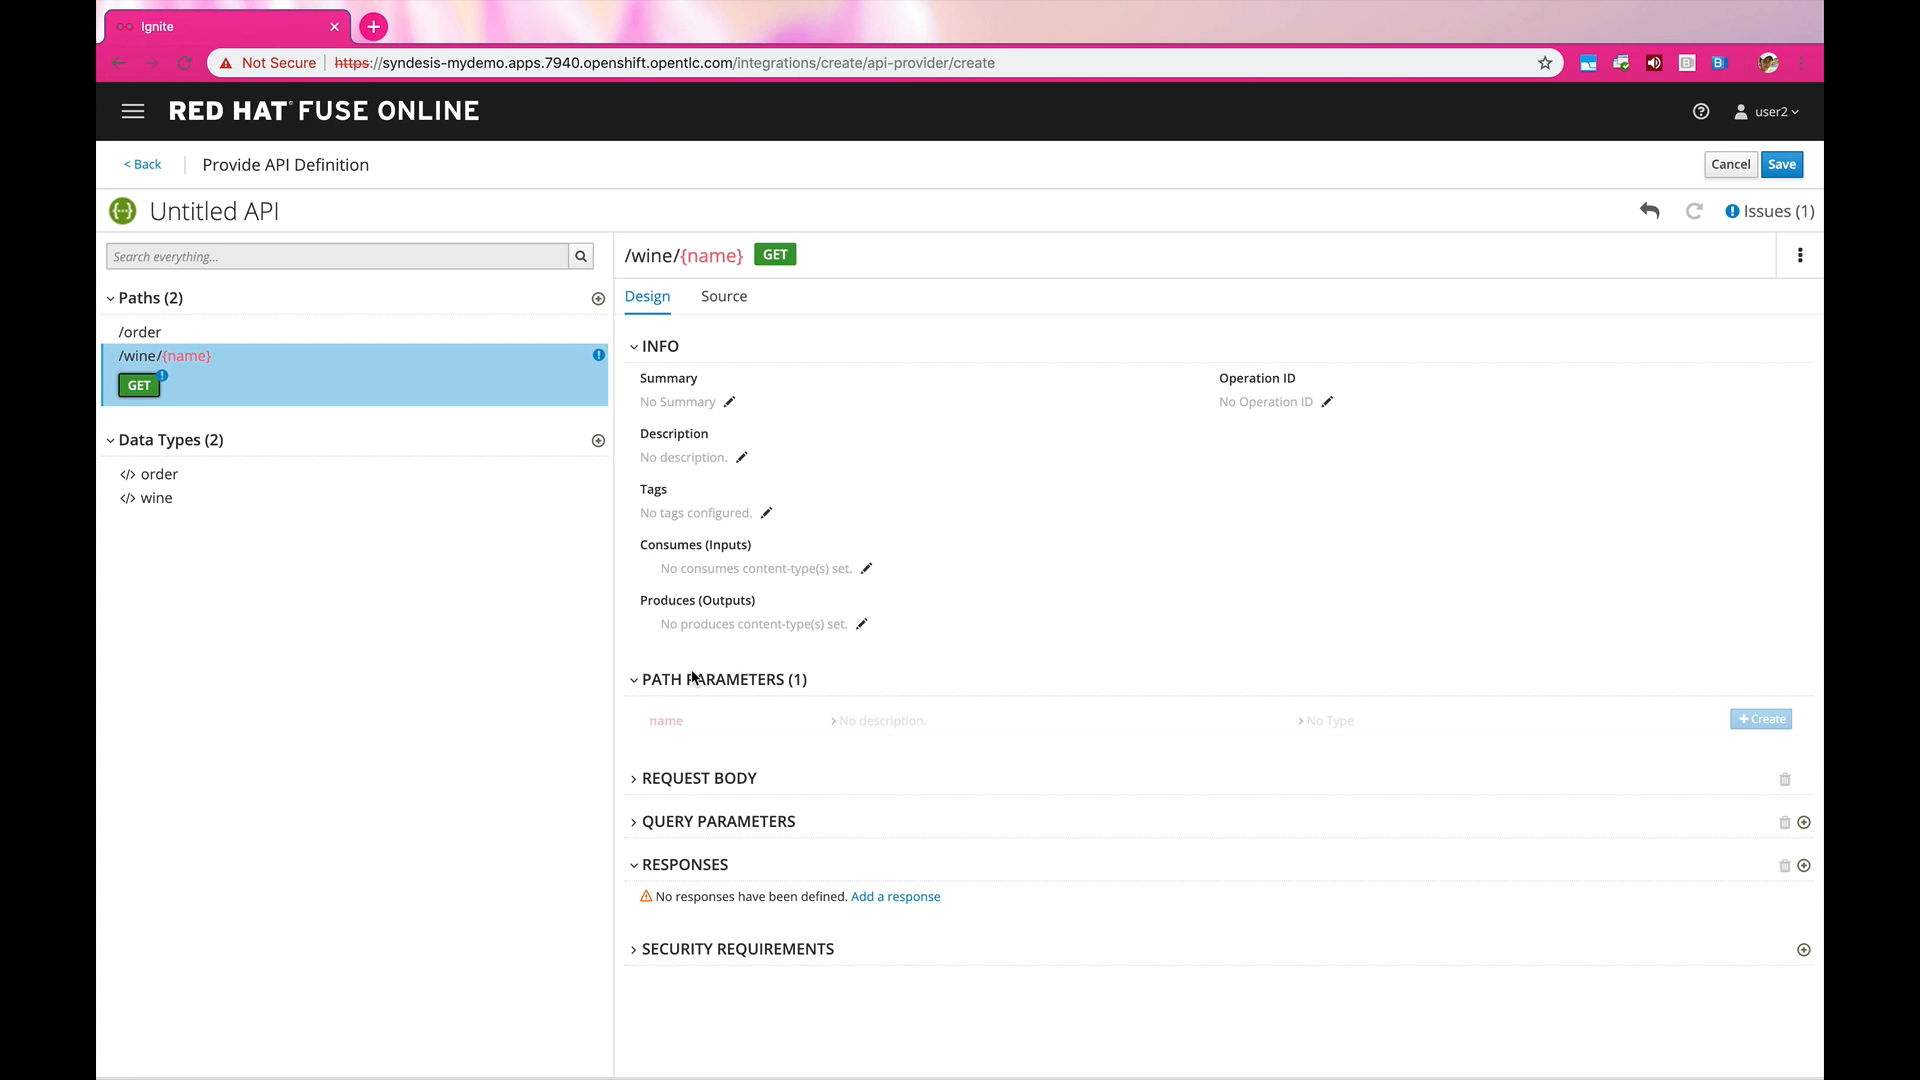 Ignite
Not Secure | https://syndesis-mydemo.apps.7940.openshift.opentlc.com/integrations/create/api-provider/create
RED HAT FUSE ONLINE
user2
< Back
Provide API Definition
Cancel
Save
Untitled API
Issues (1)
Search everything...
/wine/{name} GET
Paths (2)
Design
Source
/order
/wine/{name}
GET
INFO
Summary
Operation ID
No Summary
No Operation ID
Description
No description.
Data Types (2)
order
wine
Tags
No tags configured.
Consumes (Inputs)
No consumes content-type(s) set.
Produces (Outputs)
No produces content-type(s) set.
PATH PARAMETERS (1)
name
No description.
No Type
+ Create
REQUEST BODY
QUERY PARAMETERS
RESPONSES
No responses have been defined. Add a response
SECURITY REQUIREMENTS